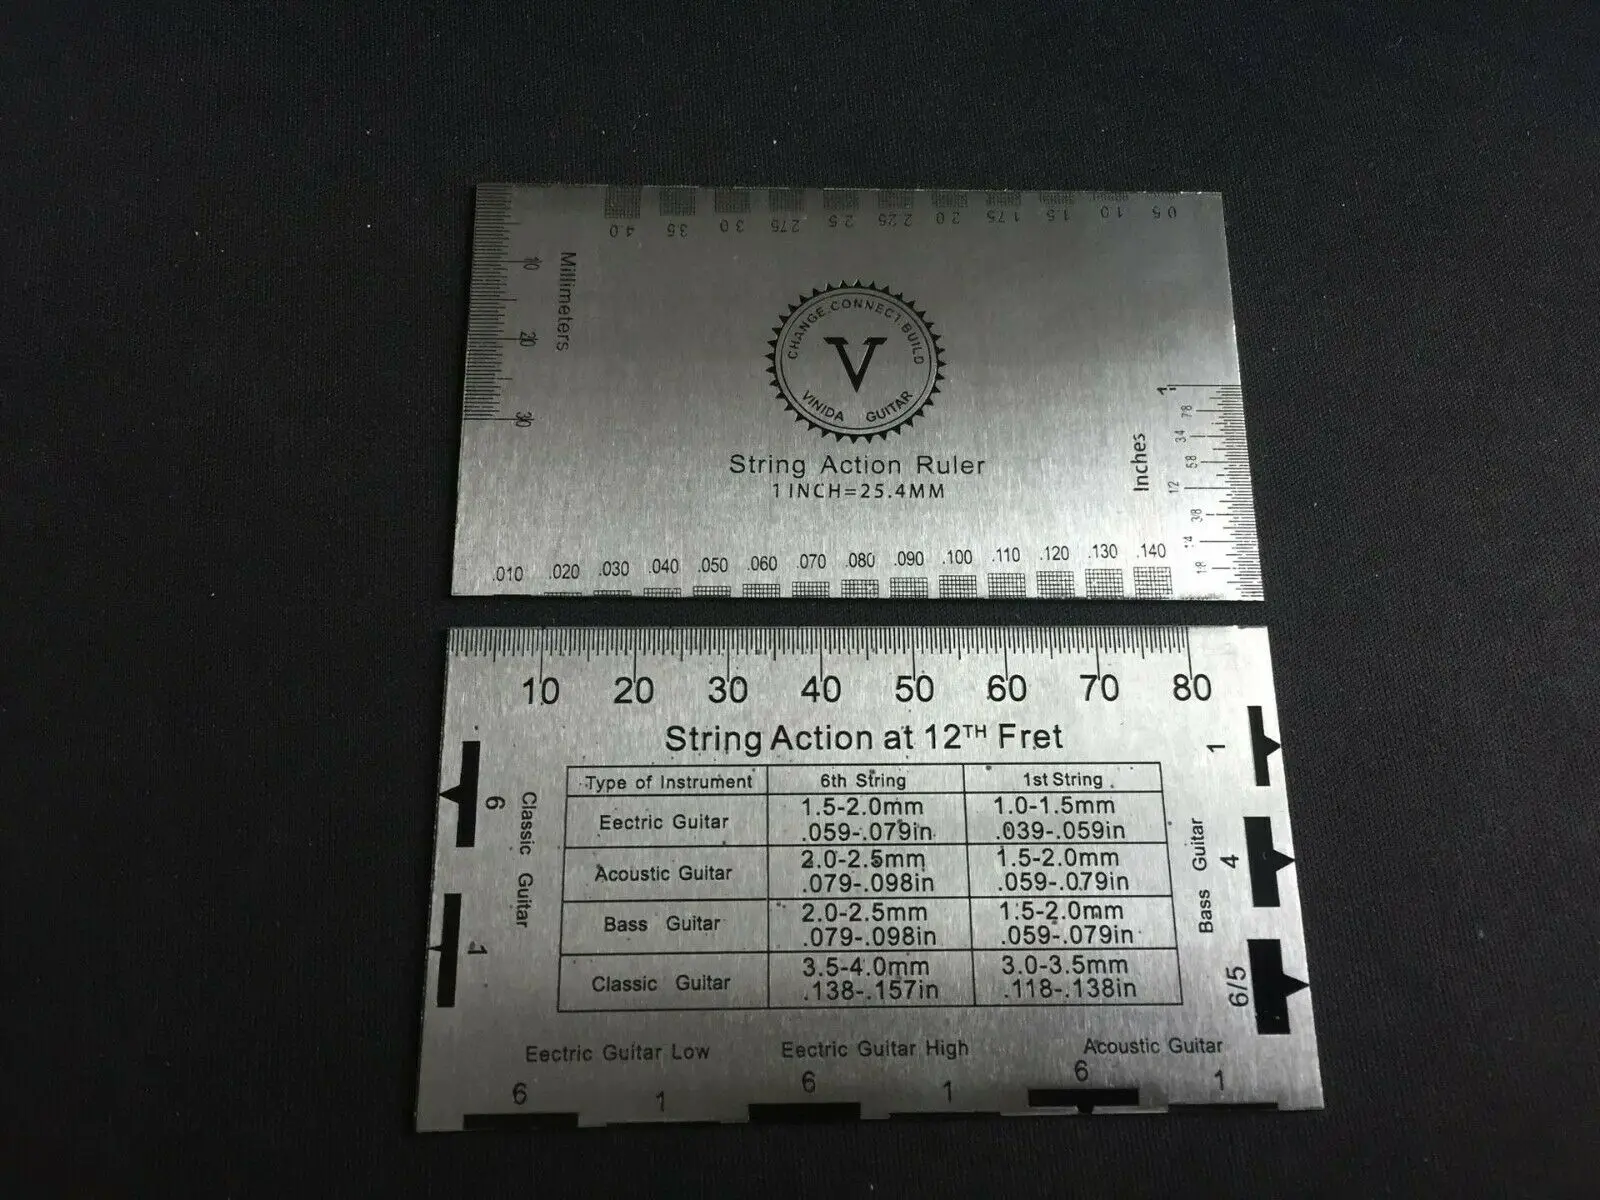 4.0 3.5 3.0 2.75 2.5 2.25 2.0 1.75 1.5 1.0 0.5
Millimeters
10
20
30
CHANGE.CONNECT.BUILD
V
VINIDA GUITAR
String Action Ruler
1 INCH=25.4MM
Inches
1"
7/8
3/4
5/8
1/2
3/8
1/4
1/8
.010 .020 .030 .040 .050 .060 .070 .080 .090 .100 .110 .120 .130 .140
10 20 30 40 50 60 70 80
String Action at 12TH Fret
Type of Instrument 6th String 1st String
Eectric Guitar 1.5-2.0mm 1.0-1.5mm
.059-.079in .039-.059in
Acoustic Guitar 2.0-2.5mm 1.5-2.0mm
.079-.098in .059-.079in
Bass Guitar 2.0-2.5mm 1.5-2.0mm
.079-.098in .059-.079in
Classic Guitar 3.5-4.0mm 3.0-3.5mm
.138-.157in .118-.138in
Classic Guitar
6
1
Bass Guitar
1
4
6/5
Eectric Guitar Low Eectric Guitar High Acoustic Guitar
6 1 6 1 6 1